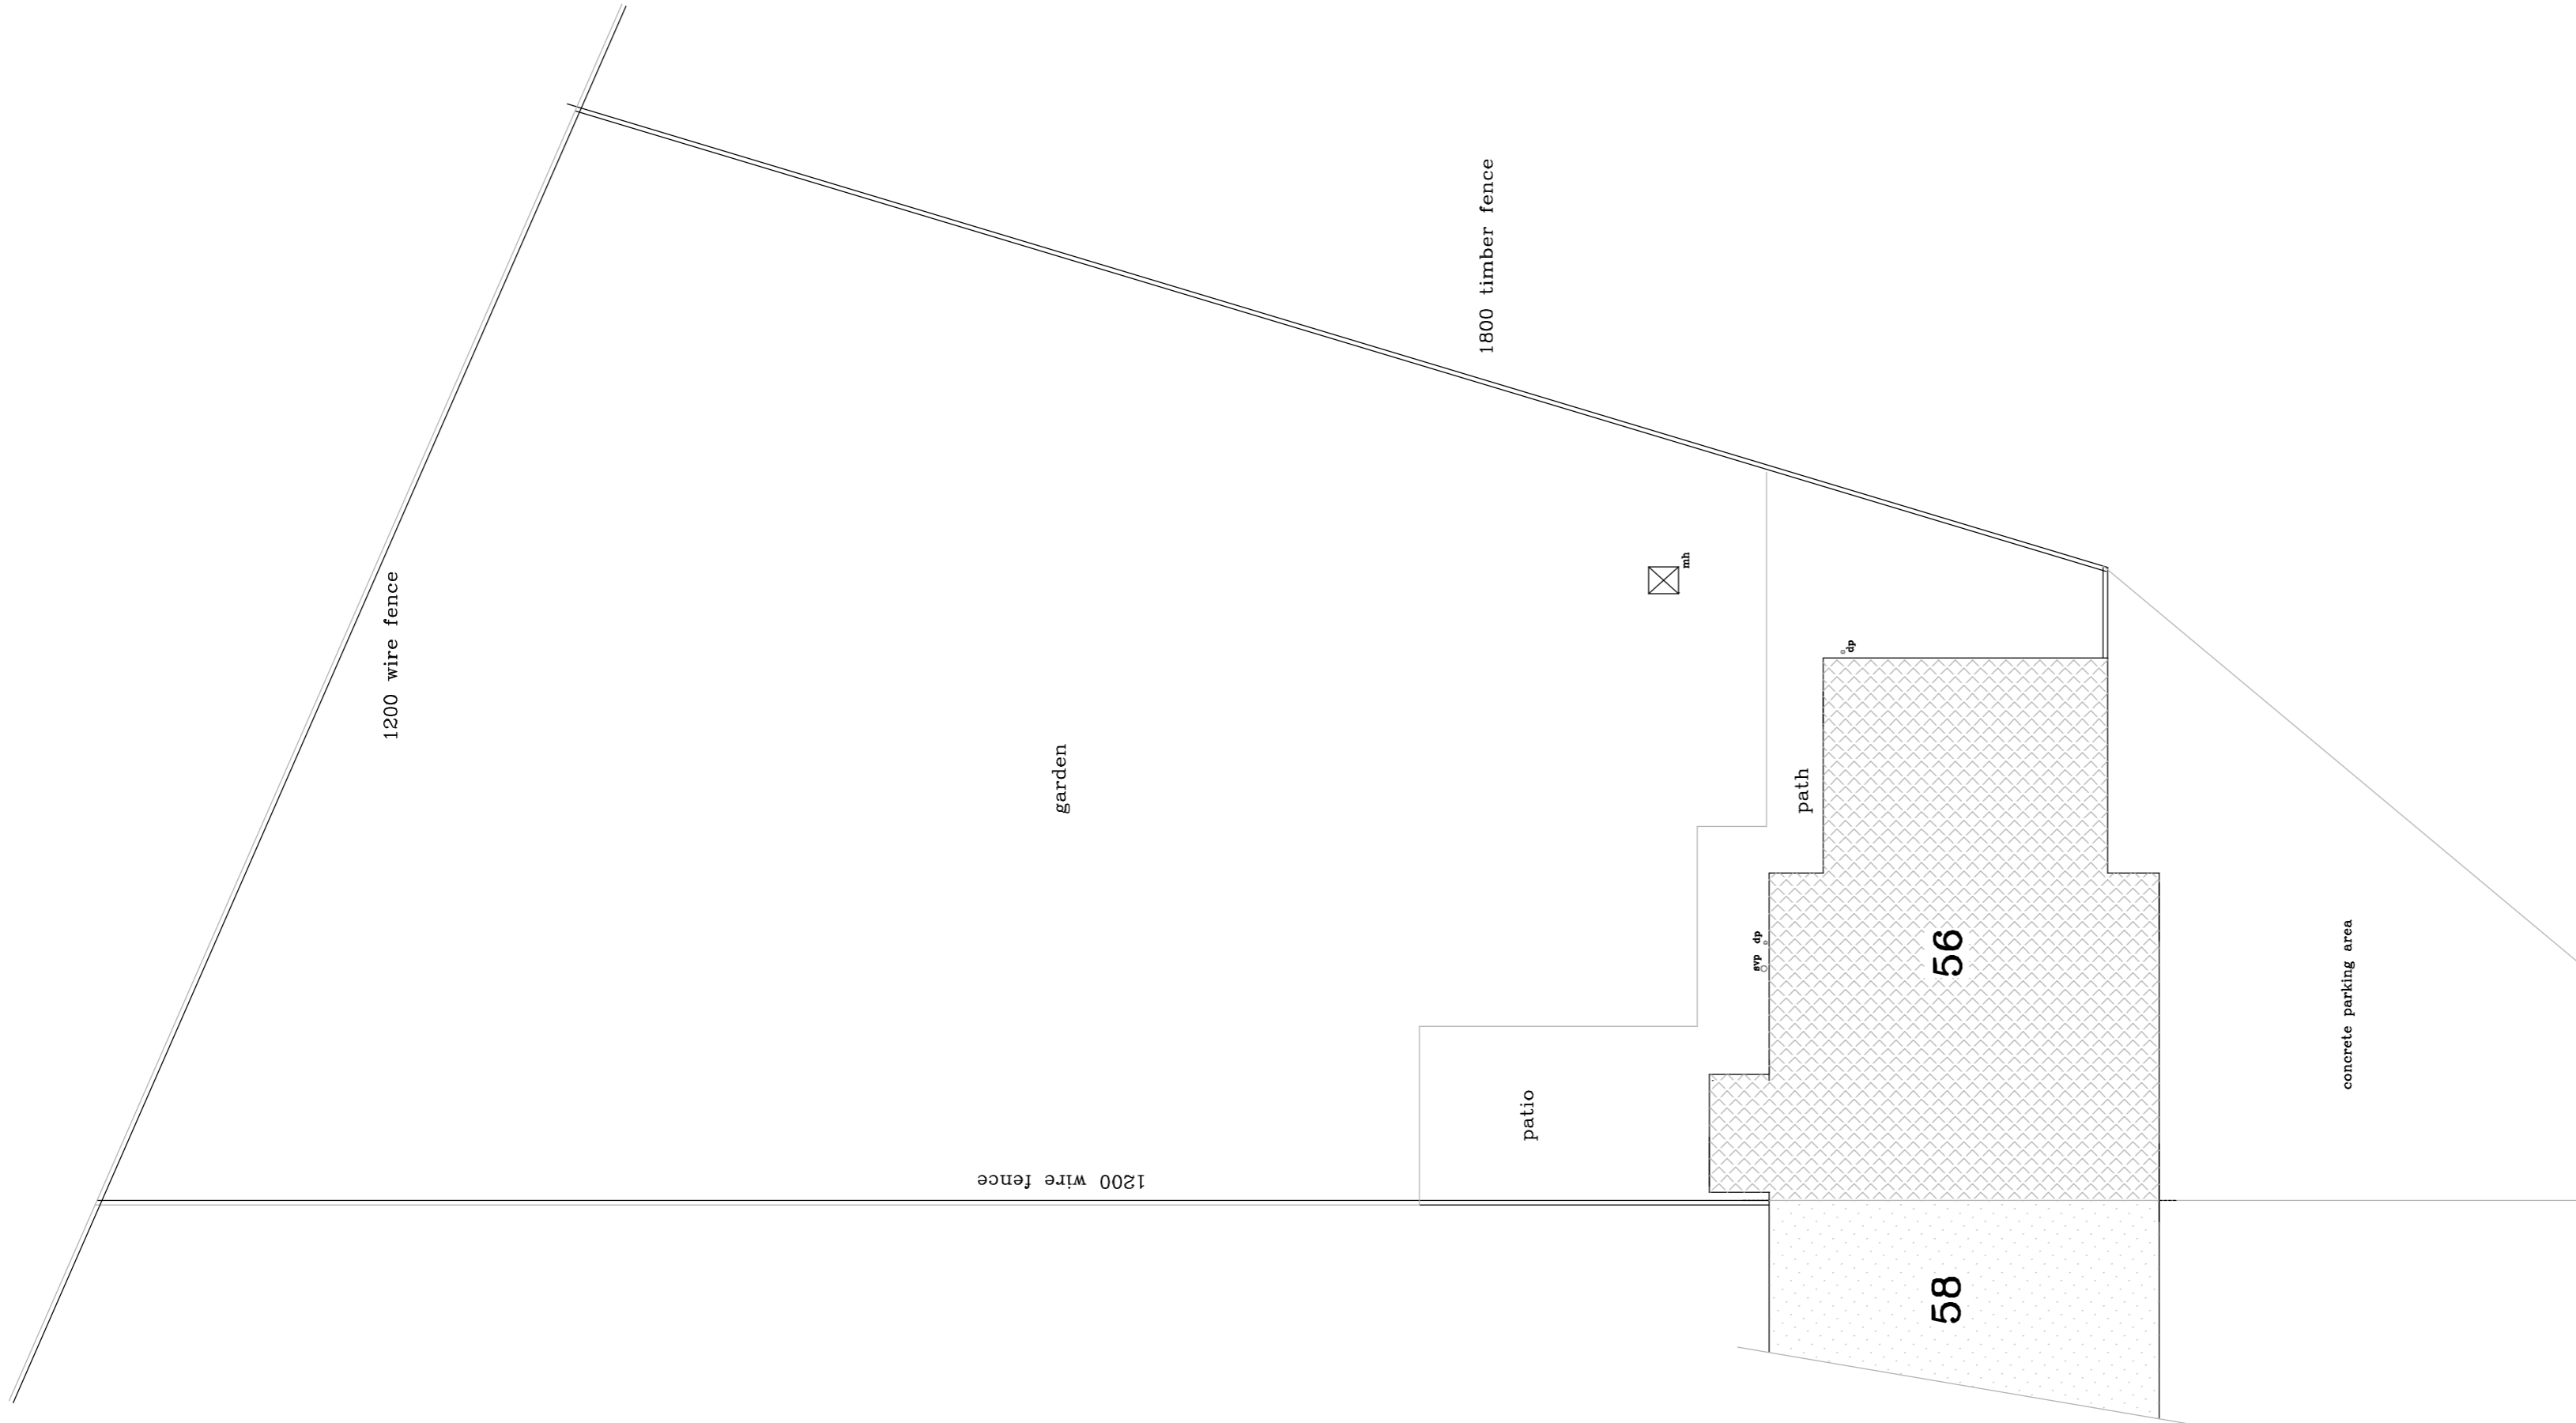 1800 timber fence
1200 wire fence
mh
dp
garden
path
dp
svp
56
concrete parking area
patio
1200 wire fence
58